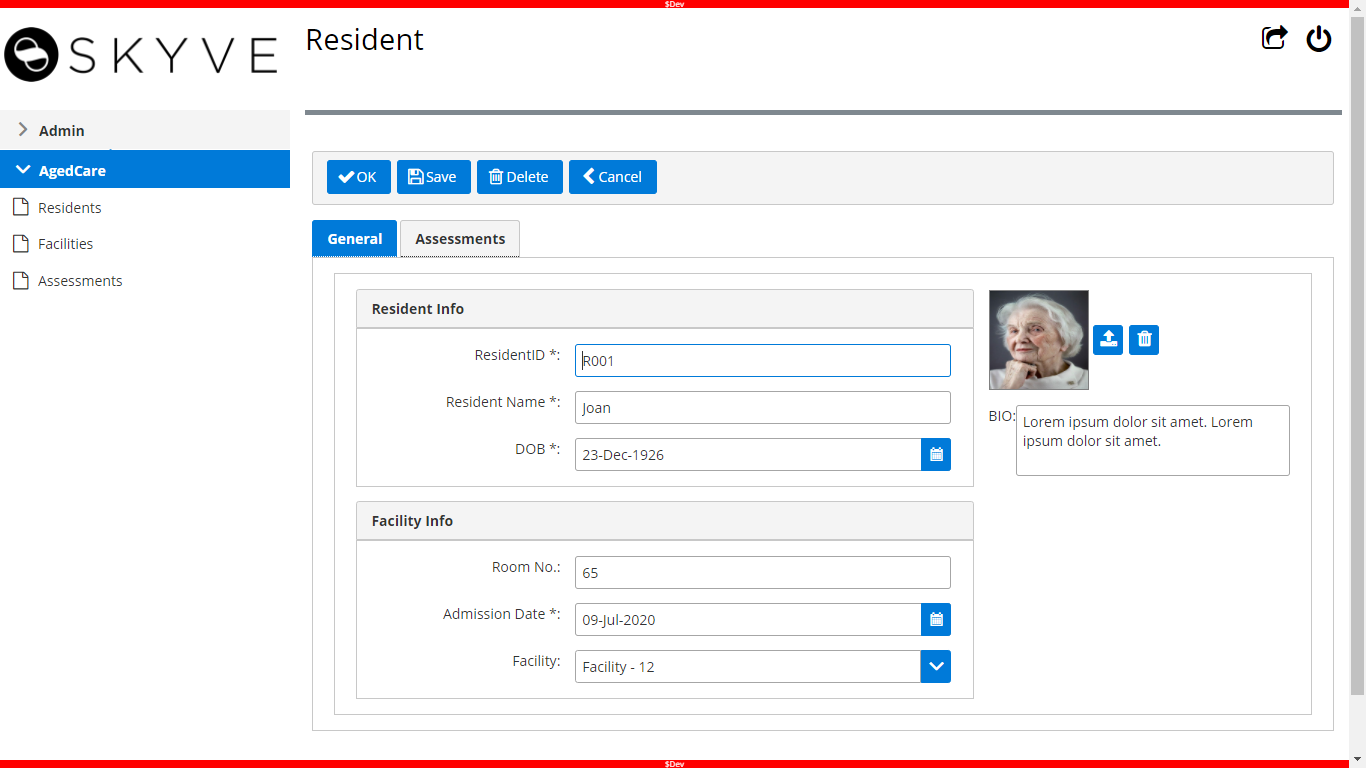 $Dev
SKYVE
Resident
Admin
AgedCare
Residents
Facilities
Assessments
OK
Save
Delete
Cancel
General
Assessments
Resident Info
ResidentID *:
R001
Resident Name *:
Joan
DOB *:
23-Dec-1926
BIO:
Lorem ipsum dolor sit amet. Lorem
ipsum dolor sit amet.
Facility Info
Room No.:
65
Admission Date *:
09-Jul-2020
Facility:
Facility - 12
$Dev